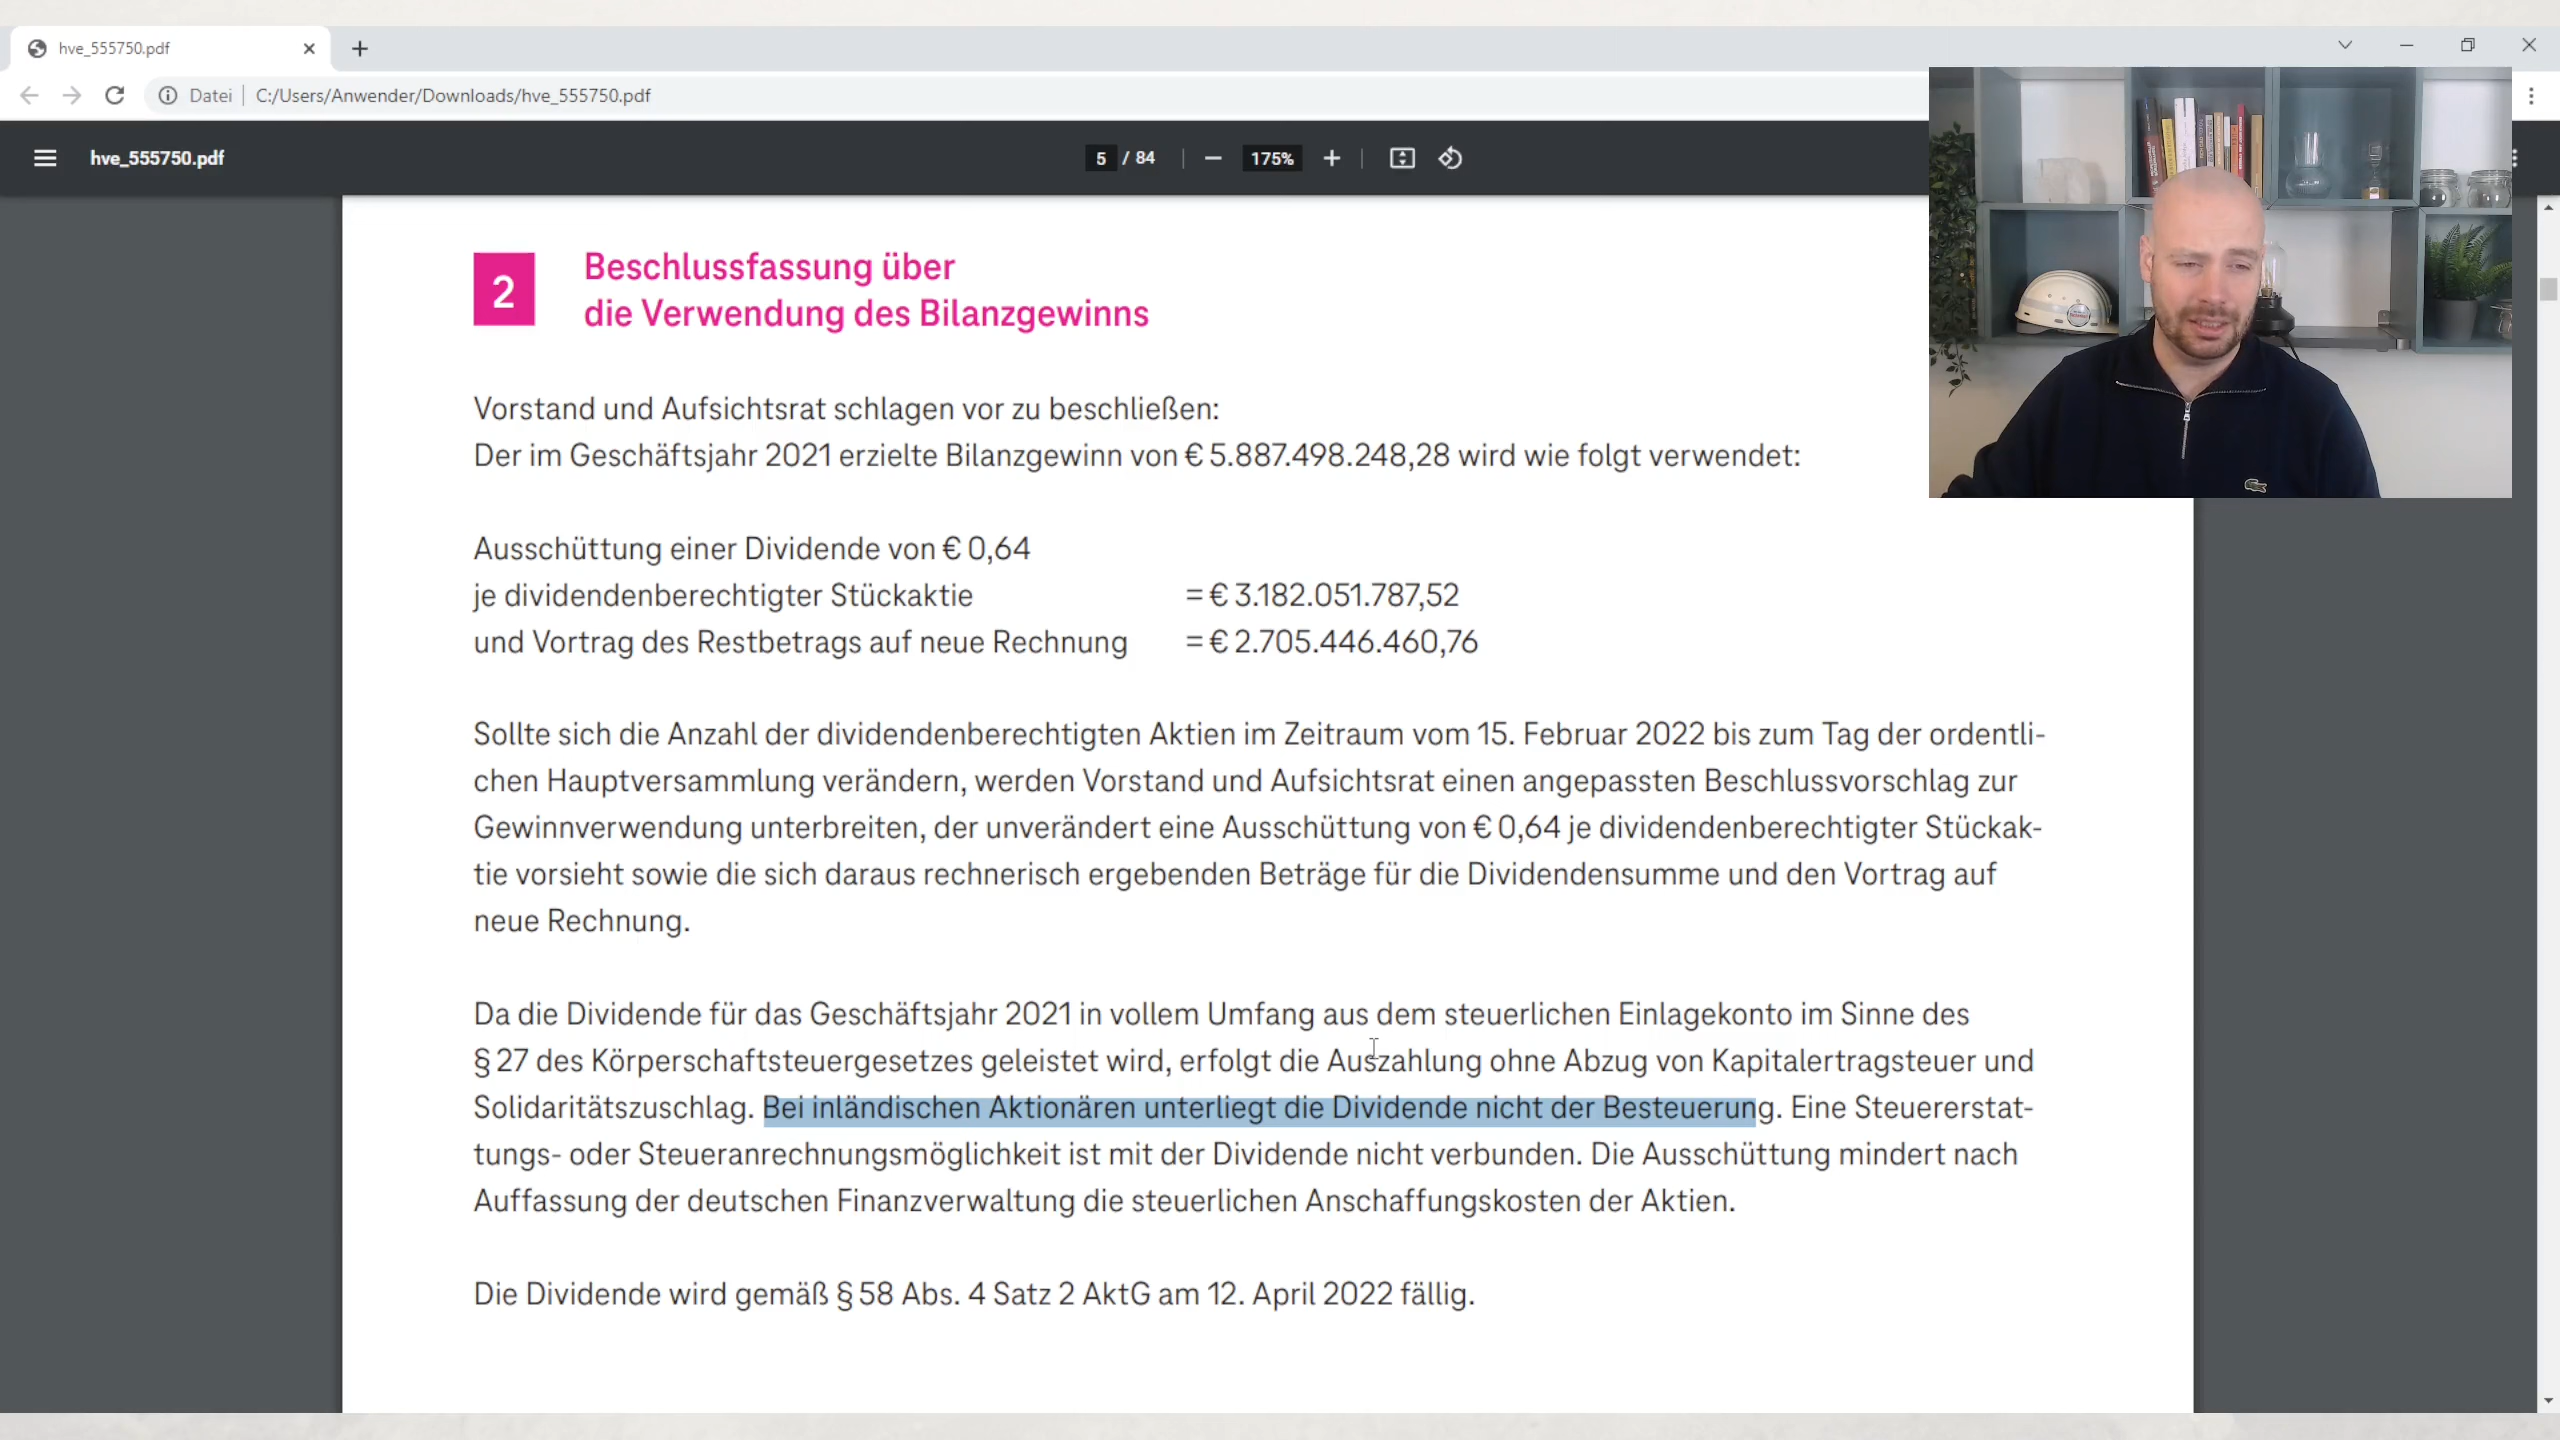 hve_555750.pdf
Datei
C:/Users/Anwender/Downloads/hve_555750.pdf
hve_555750.pdf
5 / 84
175%
2
Beschlussfassung über
die Verwendung des Bilanzgewinns
Vorstand und Aufsichtsrat schlagen vor zu beschließen:
Der im Geschäftsjahr 2021 erzielte Bilanzgewinn von € 5.887.498.248,28 wird wie folgt verwendet:
Ausschüttung einer Dividende von € 0,64
je dividendenberechtigter Stückaktie = € 3.182.051.787,52
und Vortrag des Restbetrags auf neue Rechnung = € 2.705.446.460,76
Sollte sich die Anzahl der dividendenberechtigten Aktien im Zeitraum vom 15. Februar 2022 bis zum Tag der ordentli-
chen Hauptversammlung verändern, werden Vorstand und Aufsichtsrat einen angepassten Beschlussvorschlag zur
Gewinnverwendung unterbreiten, der unverändert eine Ausschüttung von € 0,64 je dividendenberechtigter Stückak-
tie vorsieht sowie die sich daraus rechnerisch ergebenden Beträge für die Dividendensumme und den Vortrag auf
neue Rechnung.
Da die Dividende für das Geschäftsjahr 2021 in vollem Umfang aus dem steuerlichen Einlagekonto im Sinne des
§ 27 des Körperschaftsteuergesetzes geleistet wird, erfolgt die Auszahlung ohne Abzug von Kapitalertragsteuer und
Solidaritätszuschlag. Bei inländischen Aktionären unterliegt die Dividende nicht der Besteuerung. Eine Steuererstat-
tungs- oder Steueranrechnungsmöglichkeit ist mit der Dividende nicht verbunden. Die Ausschüttung mindert nach
Auffassung der deutschen Finanzverwaltung die steuerlichen Anschaffungskosten der Aktien.
Die Dividende wird gemäß § 58 Abs. 4 Satz 2 AktG am 12. April 2022 fällig.